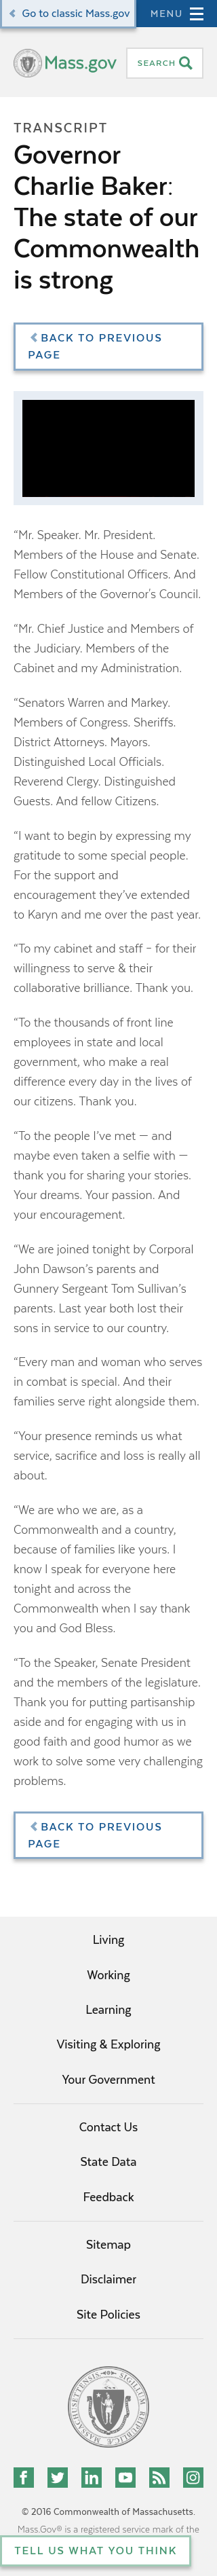 Go to classic Mass.gov MENU
Mass.gov SEARCH
TRANSCRIPT
Governor
Charlie Baker:
The state of our
Commonwealth
is strong
BACK TO PREVIOUS
PAGE
“Mr. Speaker. Mr. President.
Members of the House and Senate.
Fellow Constitutional Officers. And
Members of the Governor's Council.
“Mr. Chief Justice and Members of
the Judiciary. Members of the
Cabinet and my Administration.
“Senators Warren and Markey.
Members of Congress. Sheriffs.
District Attorneys. Mayors.
Distinguished Local Officials.
Reverend Clergy. Distinguished
Guests. And fellow Citizens.
“I want to begin by expressing my
gratitude to some special people.
For the support and
encouragement they’ve extended
to Karyn and me over the past year.
“To my cabinet and staff – for their
willingness to serve & their
collaborative brilliance. Thank you.
“To the thousands of front line
employees in state and local
government, who make a real
difference every day in the lives of
our citizens. Thank you.
“To the people I’ve met — and
maybe even taken a selfie with —
thank you for sharing your stories.
Your dreams. Your passion. And
your encouragement.
“We are joined tonight by Corporal
John Dawson’s parents and
Gunnery Sergeant Tom Sullivan’s
parents. Last year both lost their
sons in service to our country.
“Every man and woman who serves
in combat is special. And their
families serve right alongside them.
“Your presence reminds us what
service, sacrifice and loss is really all
about.
“We are who we are, as a
Commonwealth and a country,
because of families like yours. I
know I speak for everyone here
tonight and across the
Commonwealth when I say thank
you and God Bless.
“To the Speaker, Senate President
and the members of the legislature.
Thank you for putting partisanship
aside and for engaging with us in
good faith and good humor as we
work to solve some very challenging
problems.
BACK TO PREVIOUS
PAGE
Living
Working
Learning
Visiting & Exploring
Your Government
Contact Us
State Data
Feedback
Sitemap
Disclaimer
Site Policies
© 2016 Commonwealth of Massachusetts.
Mass.Gov® is a registered service mark of the
TELL US WHAT YOU THINK